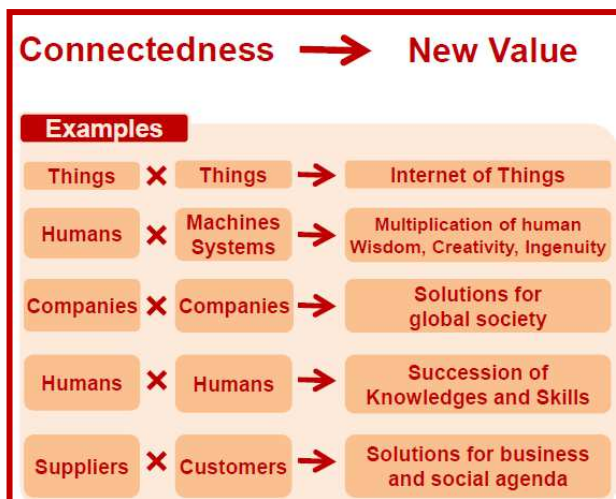 Connectedness → New Value
Examples
Things × Things → Internet of Things
Humans × Machines Systems → Multiplication of human Wisdom, Creativity, Ingenuity
Companies × Companies → Solutions for global society
Humans × Humans → Succession of Knowledges and Skills
Suppliers × Customers → Solutions for business and social agenda